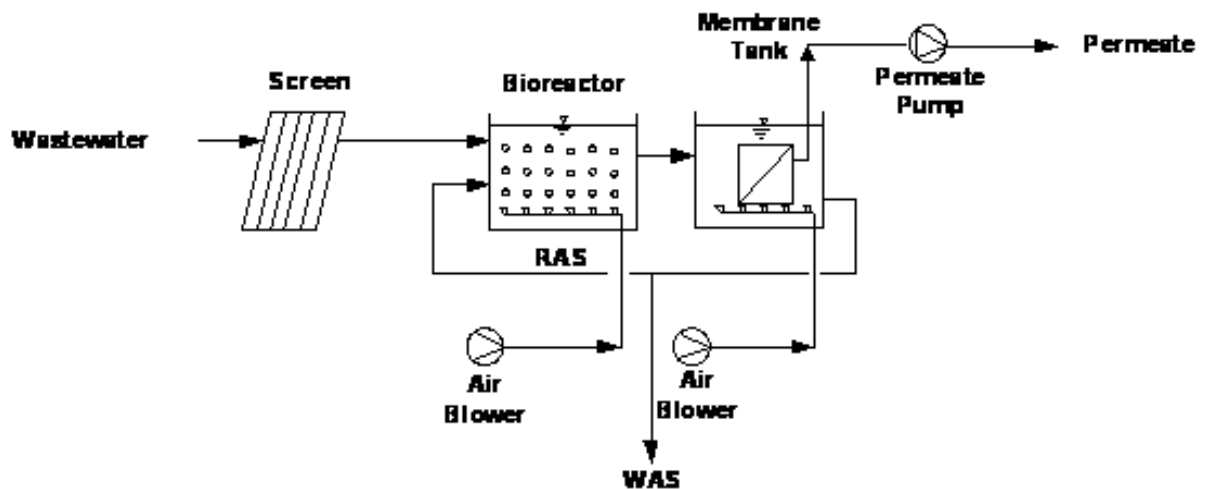 Membrane
Tank
Permeate
Permeate
Pump
Screen
Bioreactor
Wastewater
RAS
Air
Blower
Air
Blower
WAS